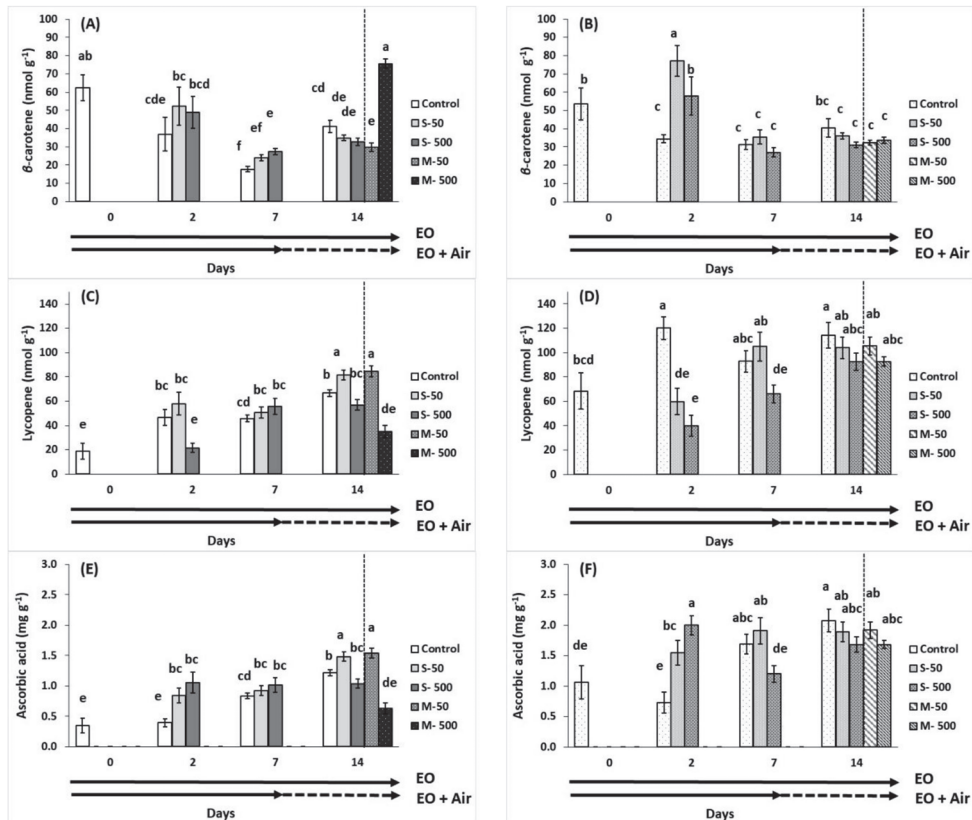 (A)
β-carotene (nmol g-1)
100
90
80
70
60
50
40
30
20
10
0
ab
cde
bc
bcd
f
ef
e
cd
de
de
e
a
0 2 7 14
Control
S-50
S- 500
M-50
M- 500
EO
EO + Air
Days
(B)
β-carotene (nmol g-1)
100
90
80
70
60
50
40
30
20
10
0
b
c
a
b
c
c
c
bc
c
c
c
c
0 2 7 14
Control
S-50
S- 500
M-50
M- 500
EO
EO + Air
Days
(C)
Lycopene (nmol g-1)
140
120
100
80
60
40
20
0
e
bc
bc
e
cd
bc
bc
b
a
bc
a
de
0 2 7 14
Control
S-50
S- 500
M-50
M- 500
EO
EO + Air
Days
(D)
Lycopene (nmol g-1)
140
120
100
80
60
40
20
0
bcd
a
de
e
abc
ab
de
a
ab
abc
ab
abc
0 2 7 14
Control
S-50
S- 500
M-50
M- 500
EO
EO + Air
Days
(E)
Ascorbic acid (mg g-1)
3.0
2.5
2.0
1.5
1.0
0.5
0.0
e
e
bc
bc
cd
bc
bc
b
a
bc
a
de
0 2 7 14
Control
S-50
S- 500
M-50
M- 500
EO
EO + Air
Days
(F)
Ascorbic acid (mg g-1)
3.0
2.5
2.0
1.5
1.0
0.5
0.0
de
e
bc
a
abc
ab
de
a
ab
abc
ab
abc
0 2 7 14
Control
S-50
S- 500
M-50
M- 500
EO
EO + Air
Days